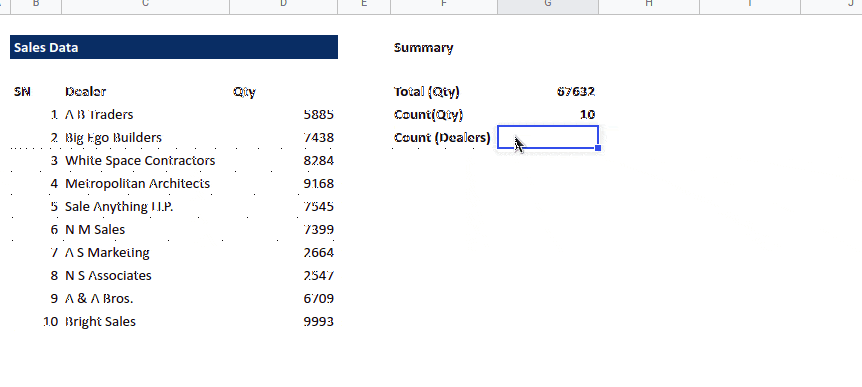 B C D E F G H I J
Sales Data
Summary
SN Dealer Qty
Total (Qty) 67632
1 A B Traders 5885
Count(Qty) 10
2 Big Ego Builders 7438
Count (Dealers)
3 White Space Contractors 8284
4 Metropolitan Architects 9168
5 Sale Anything LLP. 7545
6 N M Sales 7399
7 A S Marketing 2664
8 N S Associates 2547
9 A & A Bros. 6709
10 Bright Sales 9993